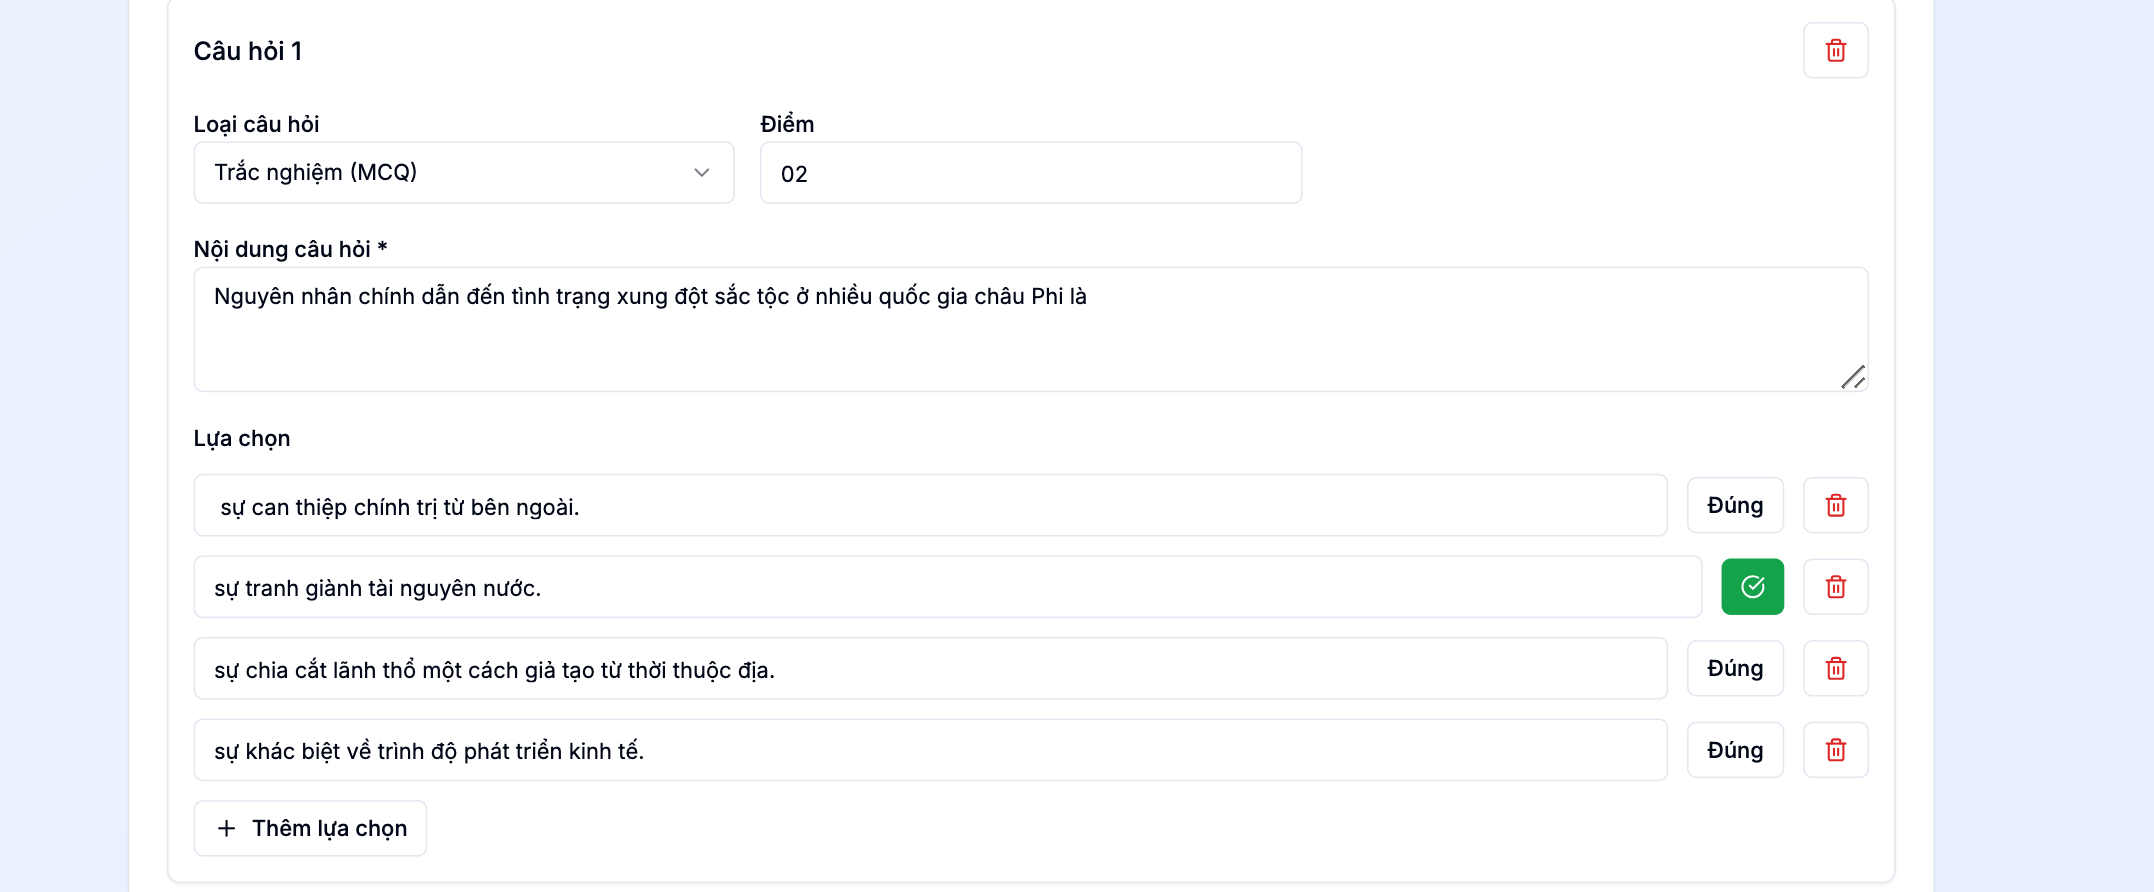 Câu hỏi 1
Loại câu hỏi
Điểm
Trắc nghiệm (MCQ)
02
Nội dung câu hỏi *
Nguyên nhân chính dẫn đến tình trạng xung đột sắc tộc ở nhiều quốc gia châu Phi là
Lựa chọn
sự can thiệp chính trị từ bên ngoài.
Đúng
sự tranh giành tài nguyên nước.
sự chia cắt lãnh thổ một cách giả tạo từ thời thuộc địa.
Đúng
sự khác biệt về trình độ phát triển kinh tế.
Đúng
Thêm lựa chọn